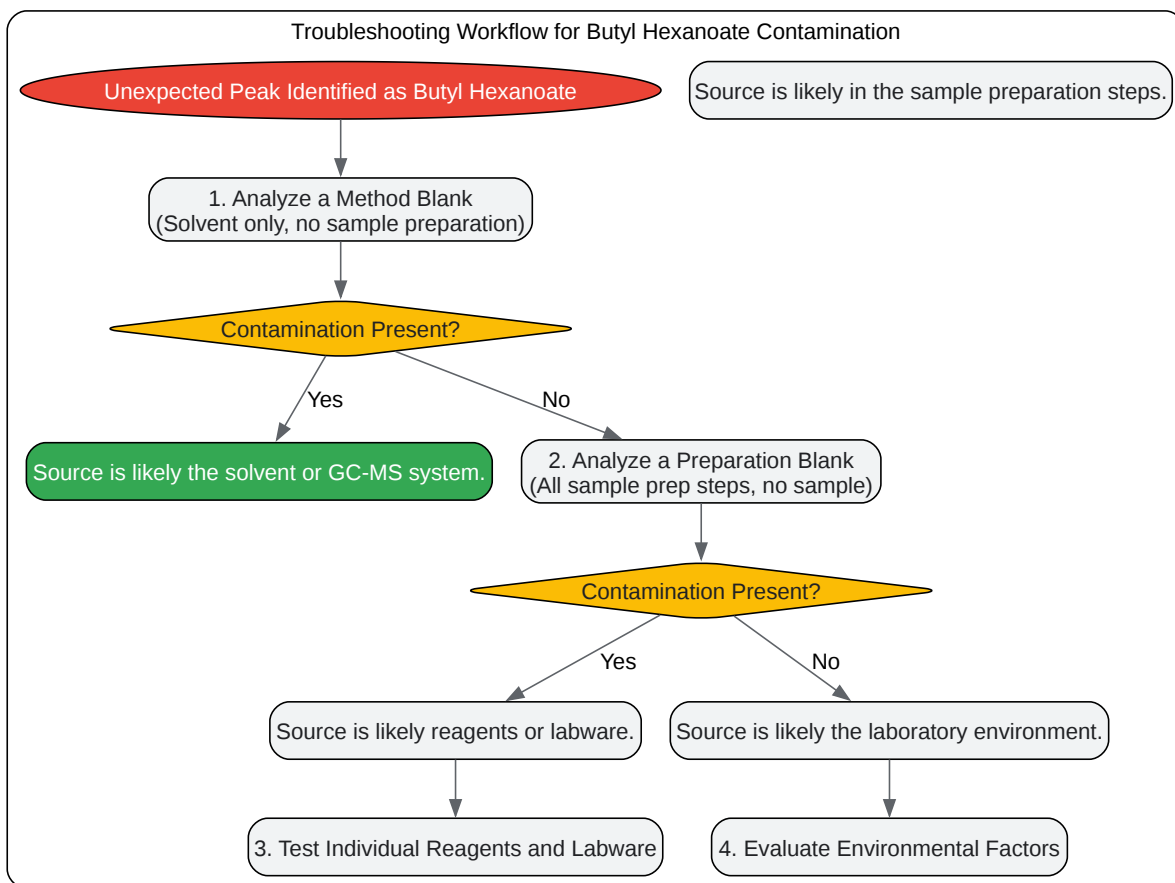 Troubleshooting Workflow for Butyl Hexanoate Contamination
Unexpected Peak Identified as Butyl Hexanoate
Source is likely in the sample preparation steps.
1. Analyze a Method Blank
(Solvent only, no sample preparation)
Contamination Present?
Yes
No
Source is likely the solvent or GC-MS system.
2. Analyze a Preparation Blank
(All sample prep steps, no sample)
Contamination Present?
Yes
No
Source is likely reagents or labware.
Source is likely the laboratory environment.
3. Test Individual Reagents and Labware
4. Evaluate Environmental Factors